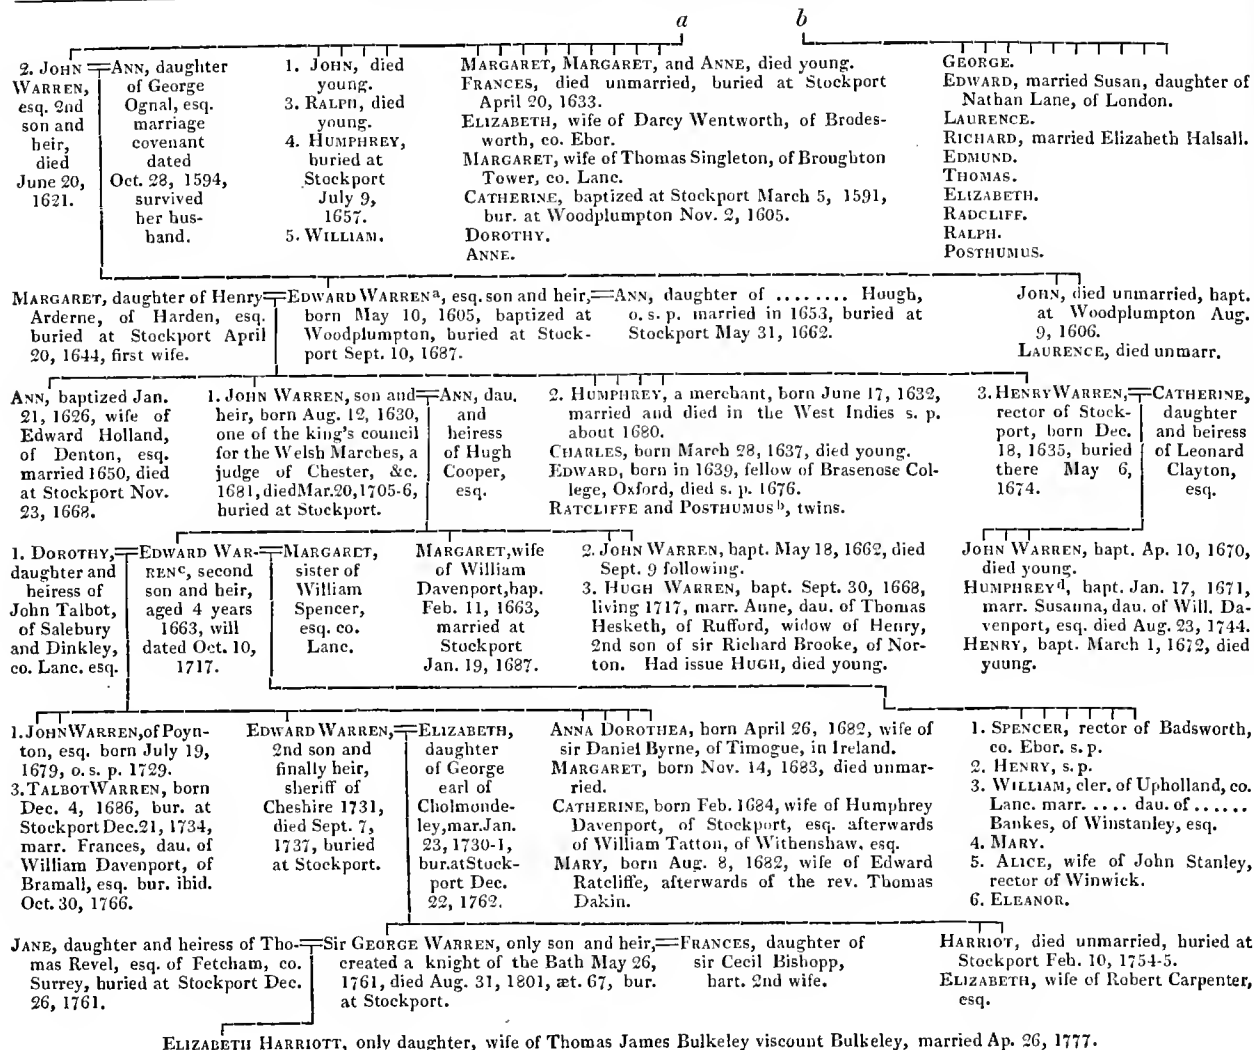 a
b
2. JOHN
WARREN,
esq. 2nd
son and
heir,
died
June 20,
1621.
ANN, daughter
of George
Ognal, esq.
marriage
covenant
dated
Oct. 28, 1594,
survived
her hus-
band.
1. JOHN, died
young.
3. RALPH, died
young.
4. HUMPHREY,
buried at
Stockport
July 9,
1657.
5. WILLIAM.
MARGARET, MARGARET, and ANNE, died young.
FRANCES, died unmarried, buried at Stockport
April 20, 1633.
ELIZABETH, wife of Darcy Wentworth, of Brodes-
worth, co. Ebor.
MARGARET, wife of Thomas Singleton, of Broughton
Tower, co. Lanc.
CATHERINE, baptized at Stockport March 5, 1591,
bur. at Woodplumpton Nov. 2, 1605.
DOROTHY.
ANNE.
GEORGE.
EDWARD, married Susan, daughter of
Nathan Lane, of London.
LAURENCE.
RICHARD, married Elizabeth Halsall.
EDMUND.
THOMAS.
ELIZABETH.
RADCLIFF.
RALPH.
POSTHUMUS.
MARGARET, daughter of Henry
Arderne, of Harden, esq.
buried at Stockport April
20, 1644, first wife.
EDWARD WARREN a, esq. son and heir,
born May 10, 1605, baptized at
Woodplumpton, buried at Stock-
port Sept. 10, 1687.
ANN, daughter of ........ Hough,
o. s. p. married in 1653, buried at
Stockport May 31, 1662.
JOHN, died unmarried, bapt.
at Woodplumpton Aug.
9, 1606.
LAURENCE, died unmarr.
ANN, baptized Jan.
21, 1626, wife of
Edward Holland,
of Denton, esq.
married 1650, died
at Stockport Nov.
23, 1668.
1. JOHN WARREN, son and
heir, born Aug. 12, 1630,
one of the king's council
for the Welsh Marches, a
judge of Chester, &c.
1681, died Mar. 20, 1705-6,
buried at Stockport.
ANN, dau.
and
heiress
of Hugh
Cooper,
esq.
2. HUMPHREY, a merchant, born June 17, 1632,
married and died in the West Indies s. p.
about 1680.
CHARLES, born March 28, 1637, died young.
EDWARD, born in 1639, fellow of Brasenose Col-
lege, Oxford, died s. p. 1676.
RATCLIFFE and POSTHUMUS b, twins.
3. HENRY WARREN,
rector of Stock-
port, born Dec.
18, 1635, buried
there May 6,
1674.
CATHERINE,
daughter
and heiress
of Leonard
Clayton,
esq.
1. DOROTHY,
daughter and
heiress of
John Talbot,
of Salebury
and Dinkley,
co. Lanc. esq.
EDWARD WAR-
REN c, second
son and heir,
aged 4 years
1663, will
dated Oct. 10,
1717.
MARGARET,
sister of
William
Spencer,
esq. co.
Lanc.
MARGARET, wife
of William
Davenport, bap.
Feb. 11, 1663,
married at
Stockport
Jan. 19, 1687.
2. JOHN WARREN, bapt. May 18, 1662, died
Sept. 9 following.
3. HUGH WARREN, bapt. Sept. 30, 1668,
living 1717, marr. Anne, dau. of Thomas
Hesketh, of Rufford, widow of Henry,
2nd son of sir Richard Brooke, of Nor-
ton. Had issue HUGH, died young.
JOHN WARREN, bapt. Ap. 10, 1670,
died young.
HUMPHREY d, bapt. Jan. 17, 1671,
marr. Susanna, dau. of Will. Da-
venport, esq. died Aug. 23, 1744.
HENRY, bapt. March 1, 1672, died
young.
1. JOHN WARREN, of Poyn-
ton, esq. born July 19,
1679, o. s. p. 1729.
3. TALBOT WARREN, born
Dec. 4, 1686, bur. at
Stockport Dec. 21, 1734,
marr. Frances, dau. of
William Davenport, of
Bramall, esq. bur. ibid.
Oct. 30, 1766.
EDWARD WARREN,
2nd son and
finally heir,
sheriff of
Cheshire 1731,
died Sept. 7,
1737, buried
at Stockport.
ELIZABETH,
daughter
of George
earl of
Cholmonde-
ley, mar. Jan.
23, 1730-1,
bur. at Stock-
port Dec.
22, 1762.
ANNA DOROTHEA, born April 26, 1682, wife of
sir Daniel Byrne, of Timogue, in Ireland.
MARGARET, born Nov. 14, 1683, died unmar-
ried.
CATHERINE, born Feb. 1684, wife of Humphrey
Davenport, of Stockport, esq. afterwards
of William Tatton, of Withenshaw, esq.
MARY, born Aug. 8, 1682, wife of Edward
Ratcliffe, afterwards of the rev. Thomas
Dakin.
1. SPENCER, rector of Badsworth,
co. Ebor. s. p.
2. HENRY, s. p.
3. WILLIAM, cler. of Upholland, co.
Lanc. marr. .... dau. of ......
Bankes, of Winstanley, esq.
4. MARY.
5. ALICE, wife of John Stanley,
rector of Winwick.
6. ELEANOR.
JANE, daughter and heiress of Tho-
mas Revel, esq. of Fetcham, co.
Surrey, buried at Stockport Dec.
26, 1761.
Sir GEORGE WARREN, only son and heir,
created a knight of the Bath May 26,
1761, died Aug. 31, 1801, æt. 67, bur.
at Stockport.
FRANCES, daughter of
sir Cecil Bishopp,
bart. 2nd wife.
HARRIOT, died unmarried, buried at
Stockport Feb. 10, 1754-5.
ELIZABETH, wife of Robert Carpenter,
esq.
ELIZABETH HARRIOTT, only daughter, wife of Thomas James Bulkeley viscount Bulkeley, married Ap. 26, 1777.